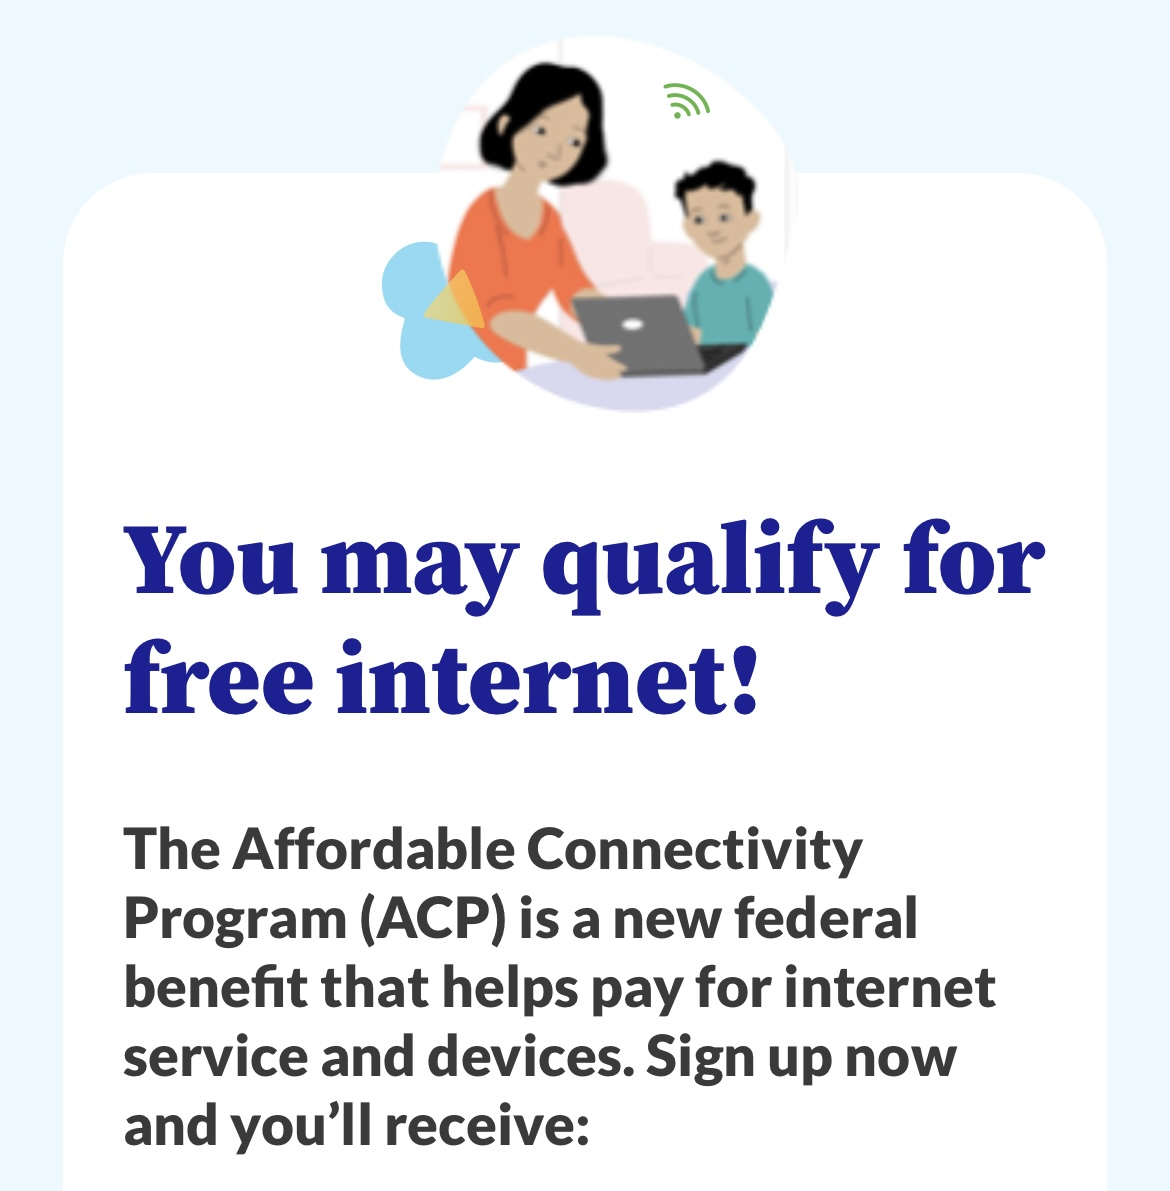 You may qualify for
free internet!
The Affordable Connectivity
Program (ACP) is a new federal
benefit that helps pay for internet
service and devices. Sign up now
and you’ll receive: